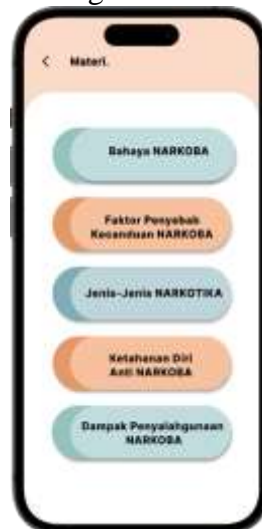 Materi.
Bahaya NARKOBA
Faktor Penyebab
Kecanduan NARKOBA
Jenis-Jenis NARKOTIKA
Ketahanan Diri
Anti NARKOBA
Dampak Penyalahgunaan
NARKOBA